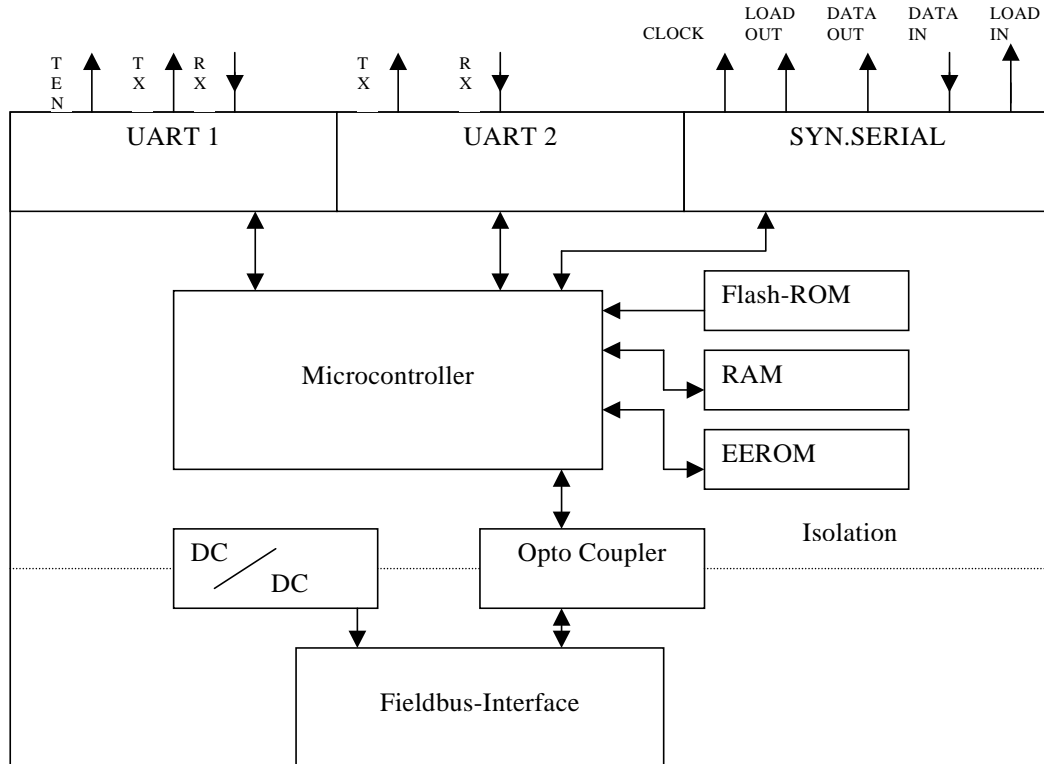 CLOCK
LOAD
OUT
DATA
OUT
DATA
IN
LOAD
IN
T
E
N
T
X
R
X
T
X
R
X
UART 1
UART 2
SYN.SERIAL
Flash-ROM
Microcontroller
RAM
EEROM
Isolation
DC
DC
Opto Coupler
Fieldbus-Interface